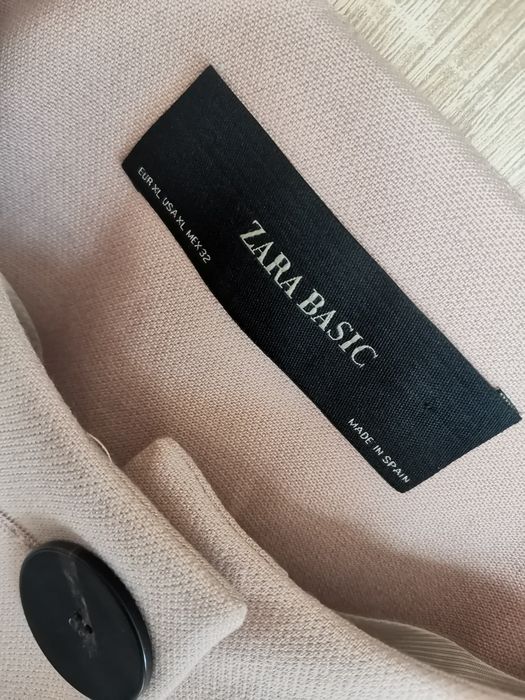 EUR XL USA XL MEX 32
ZARA BASIC
MADE IN SPAIN